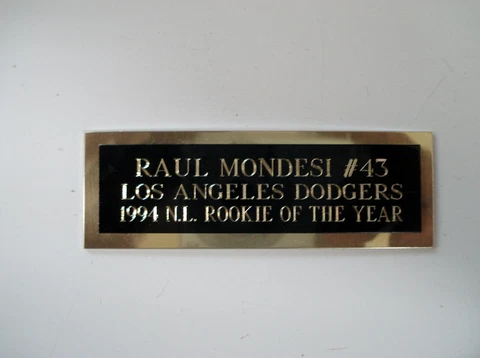 RAUL MONDESI #43
LOS ANGELES DODGERS
1994 N.L. ROOKIE OF THE YEAR